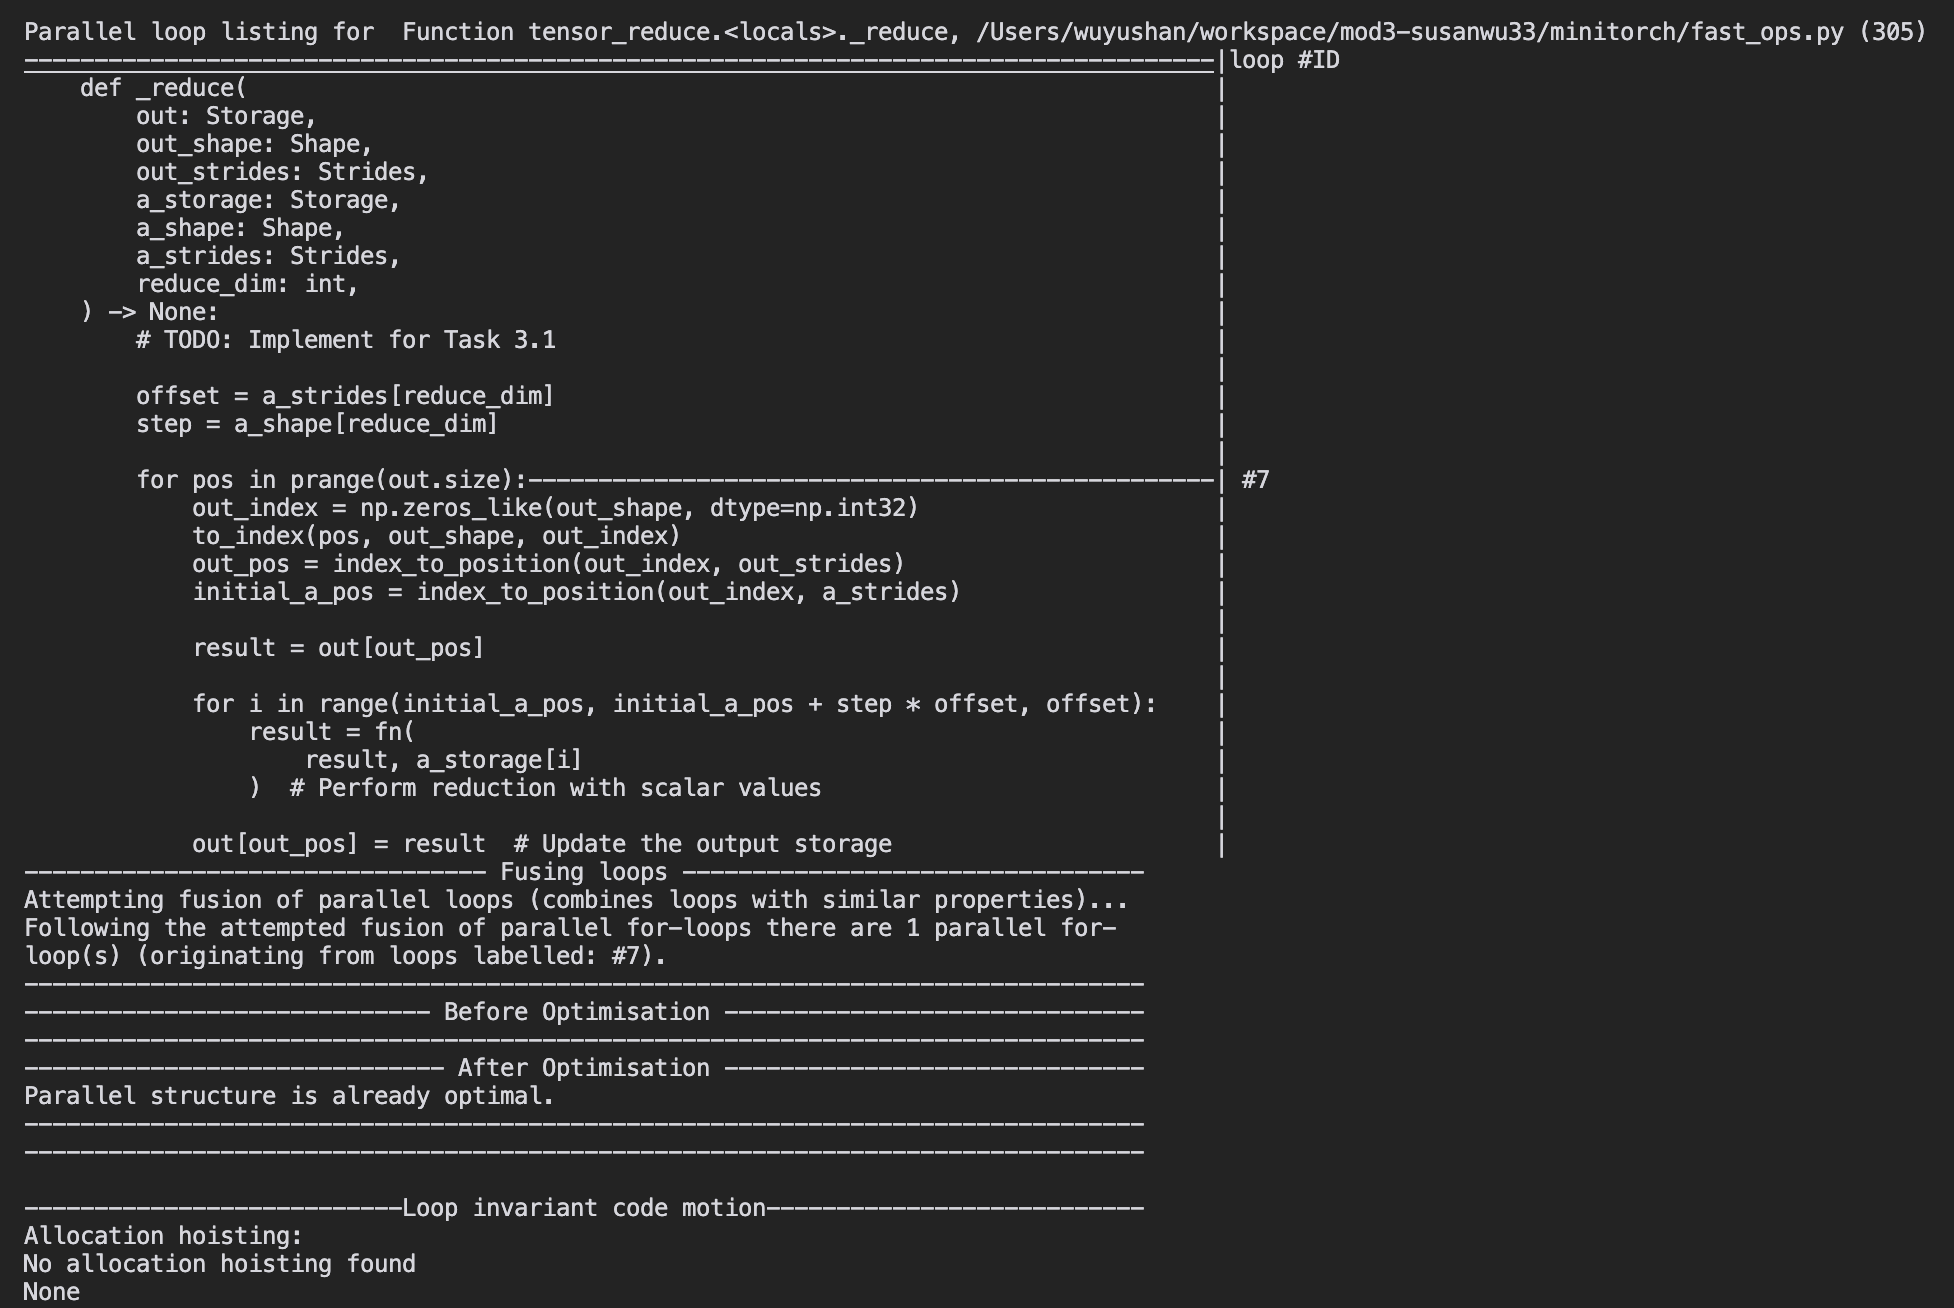 Parallel loop listing for  Function tensor_reduce.<locals>._reduce, /Users/wuyushan/workspace/mod3-susanwu33/minitorch/fast_ops.py (305)
-------------------------------------------------------------------------------------|loop #ID
    def _reduce(                                                                     |
        out: Storage,                                                                |
        out_shape: Shape,                                                            |
        out_strides: Strides,                                                        |
        a_storage: Storage,                                                          |
        a_shape: Shape,                                                              |
        a_strides: Strides,                                                          |
        reduce_dim: int,                                                             |
    ) -> None:                                                                       |
        # TODO: Implement for Task 3.1                                               |
                                                                                     |
        offset = a_strides[reduce_dim]                                               |
        step = a_shape[reduce_dim]                                                   |
                                                                                     |
        for pos in prange(out.size):-------------------------------------------------| #7
            out_index = np.zeros_like(out_shape, dtype=np.int32)                     |
            to_index(pos, out_shape, out_index)                                      |
            out_pos = index_to_position(out_index, out_strides)                      |
            initial_a_pos = index_to_position(out_index, a_strides)                  |
                                                                                     |
            result = out[out_pos]                                                    |
                                                                                     |
            for i in range(initial_a_pos, initial_a_pos + step * offset, offset):    |
                result = fn(                                                         |
                    result, a_storage[i]                                             |
                )  # Perform reduction with scalar values                            |
                                                                                     |
            out[out_pos] = result  # Update the output storage                       |
--------------------------------- Fusing loops ---------------------------------
Attempting fusion of parallel loops (combines loops with similar properties)...
Following the attempted fusion of parallel for-loops there are 1 parallel for-
loop(s) (originating from loops labelled: #7).
--------------------------------------------------------------------------------
----------------------------- Before Optimisation ------------------------------
--------------------------------------------------------------------------------
------------------------------ After Optimisation ------------------------------
Parallel structure is already optimal.
--------------------------------------------------------------------------------
--------------------------------------------------------------------------------

---------------------------Loop invariant code motion---------------------------
Allocation hoisting:
No allocation hoisting found
None